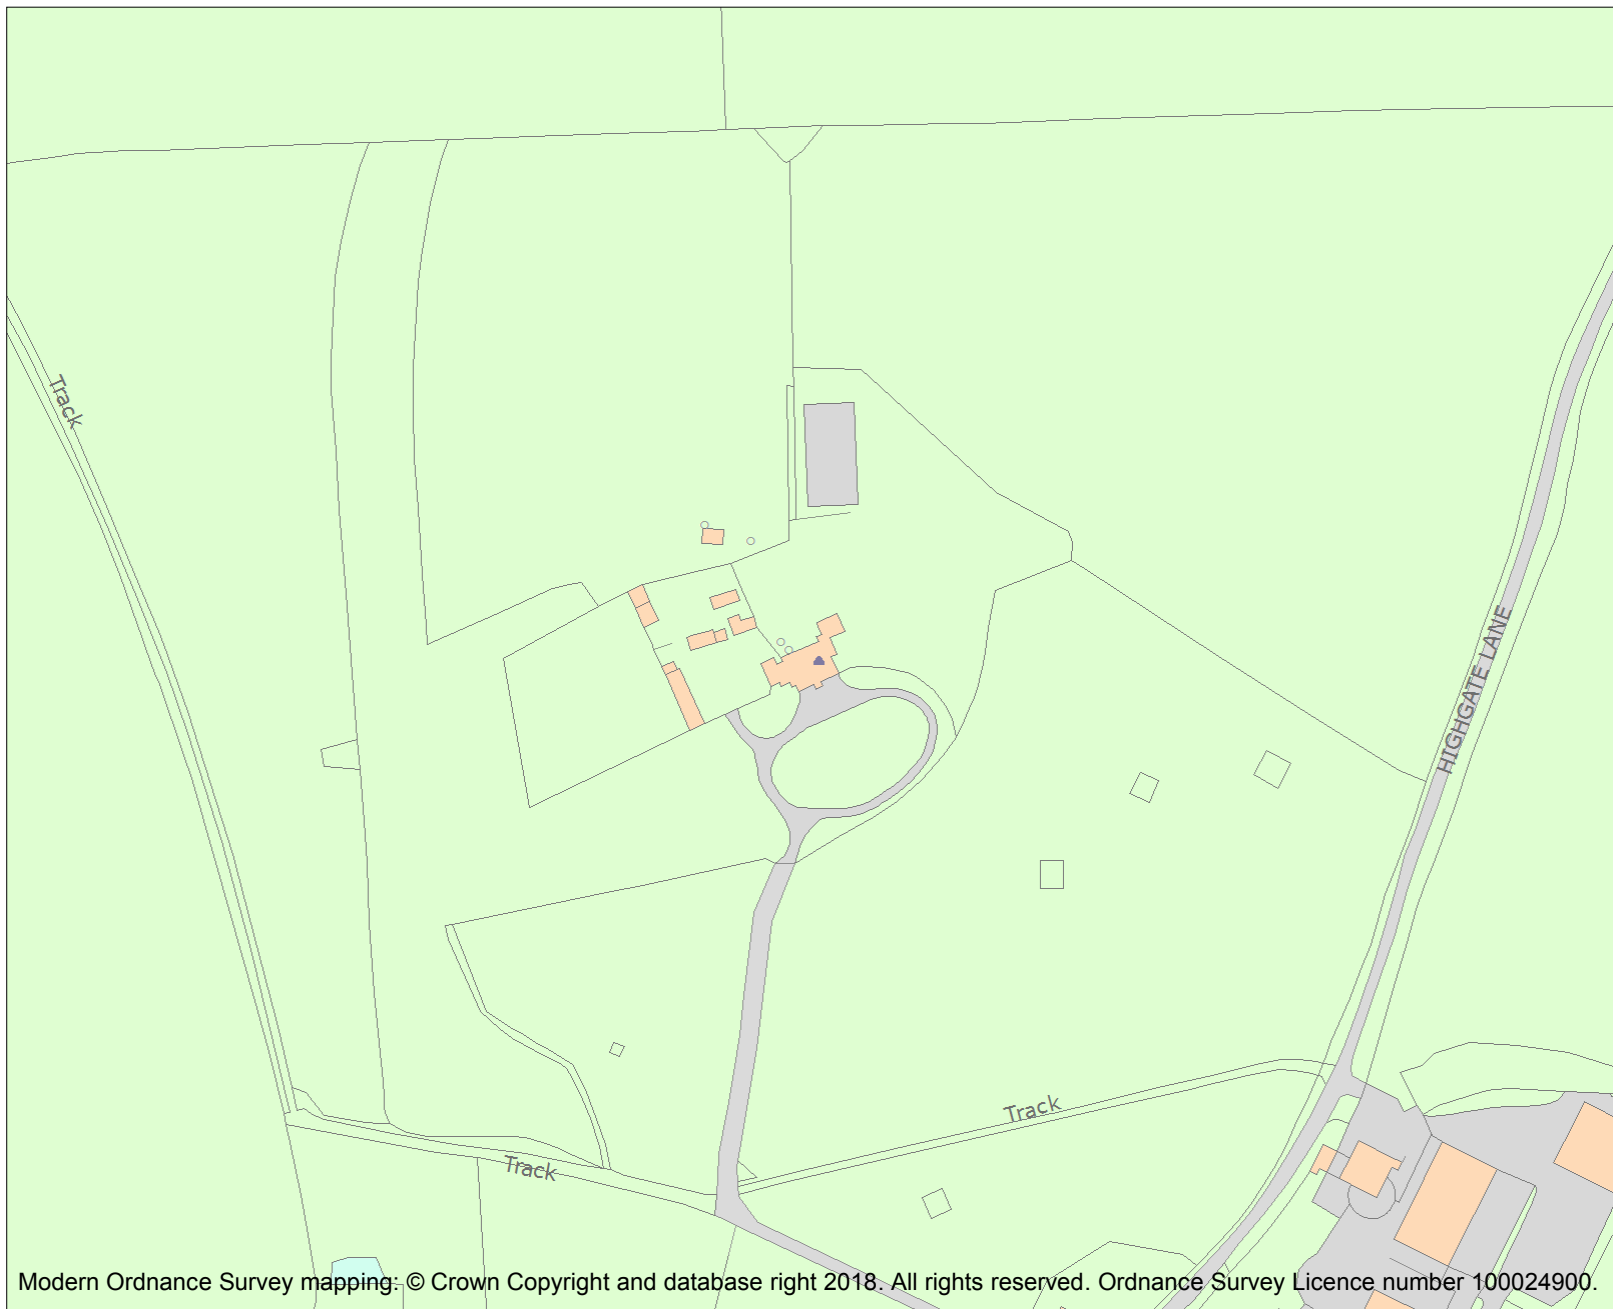 Track
HIGHGATE LANE
Track
Track
Modern Ordnance Survey mapping: © Crown Copyright and database right 2018. All rights reserved. Ordnance Survey Licence number 100024900.